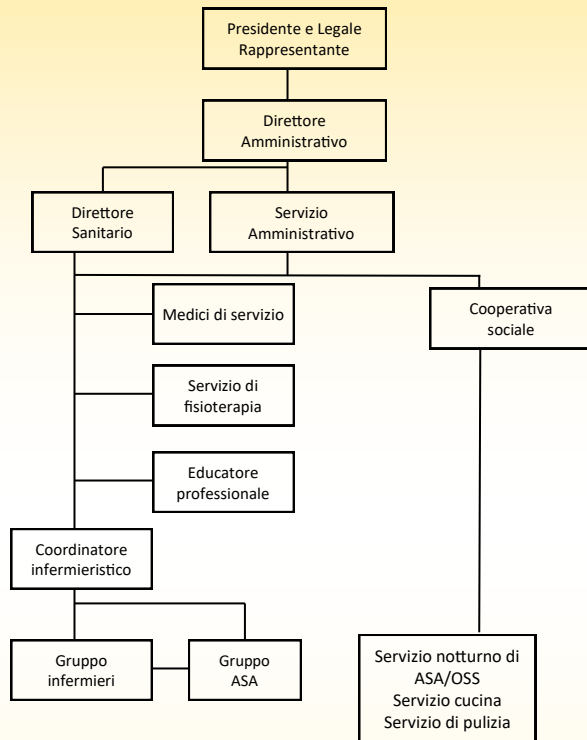 Presidente e Legale
Rappresentante
Direttore
Amministrativo
Direttore
Sanitario
Servizio
Amministrativo
Medici di servizio
Cooperativa
sociale
Servizio di
fisioterapia
Educatore
professionale
Coordinatore
infermieristico
Gruppo
infermieri
Gruppo
ASA
Servizio notturno di
ASA/OSS
Servizio cucina
Servizio di pulizia